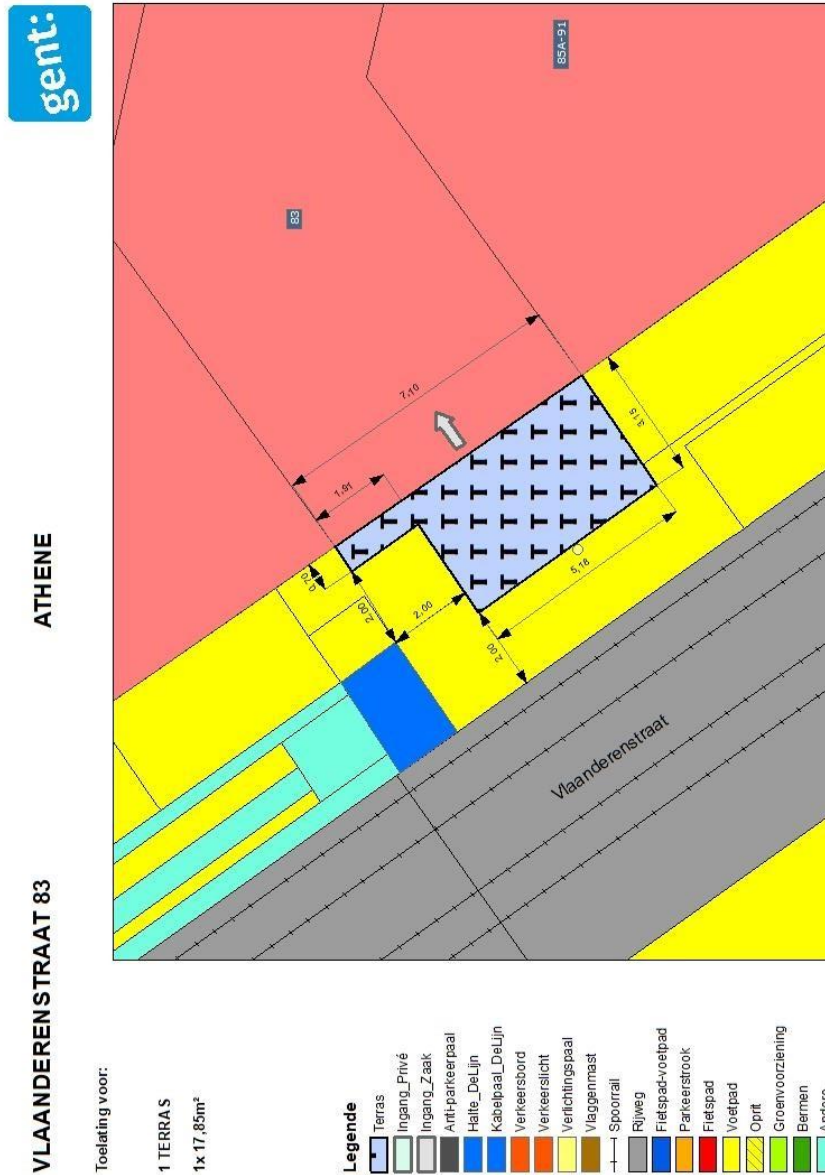 VLAANDERENSTRAAT 83
ATHENE
gent:
Toelating voor:
1 TERRAS
1x 17,85m²
83
85A-91
7,10
1,91
0,70
2,00
2,00
2,00
5,16
3,15
Vlaanderenstraat
Legende
Terras
Ingang_Privé
Ingang_Zaak
Anti-parkeerpaal
Halte_DeLijn
Kabelpaal_DeLijn
Verkeersbord
Verkeerslicht
Verlichtingspaal
Vlaggenmast
Spoorrail
Rijweg
Fietspad-voetpad
Parkeerstrook
Fietspad
Voetpad
Oprit
Groenvoorziening
Bermen
Andere